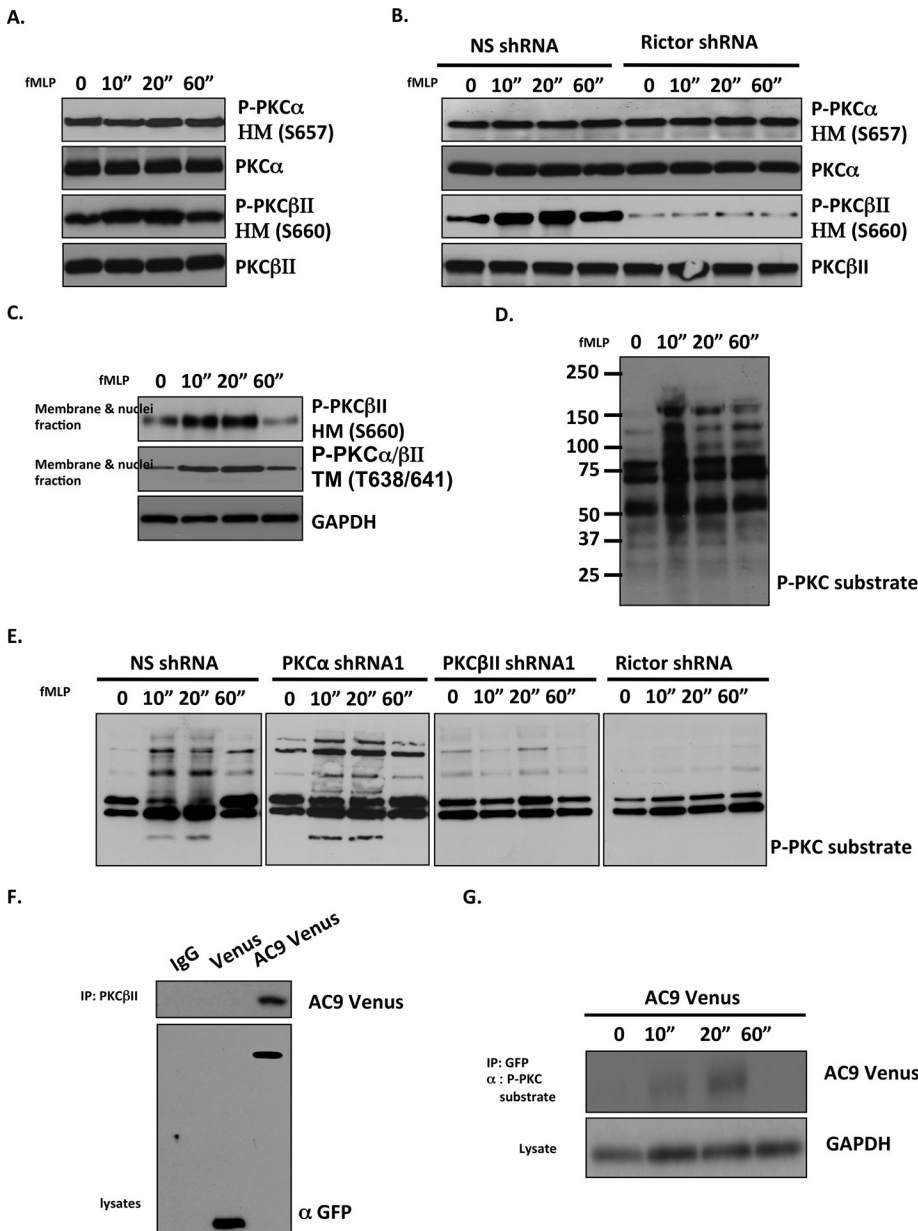 A.
fMLP 0 10” 20” 60”
P-PKCα
HM (S657)
PKCα
P-PKCβII
HM (S660)
PKCβII
B.
NS shRNA Rictor shRNA
fMLP 0 10” 20” 60” 0 10” 20” 60”
P-PKCα
HM (S657)
PKCα
P-PKCβII
HM (S660)
PKCβII
C.
fMLP 0 10” 20” 60”
Membrane & nuclei
fraction
P-PKCβII
HM (S660)
Membrane & nuclei
fraction
P-PKCα/βII
TM (T638/641)
GAPDH
D.
fMLP 0 10” 20” 60”
250
150
100
75
50
37
25
P-PKC substrate
E.
NS shRNA PKCα shRNA1 PKCβII shRNA1 Rictor shRNA
fMLP 0 10” 20” 60” 0 10” 20” 60” 0 10” 20” 60” 0 10” 20” 60”
P-PKC substrate
F.
IgG Venus AC9 Venus
IP: PKCβII
AC9 Venus
lysates
α GFP
G.
AC9 Venus
0 10” 20” 60”
IP: GFP
α : P-PKC
substrate
AC9 Venus
Lysate
GAPDH